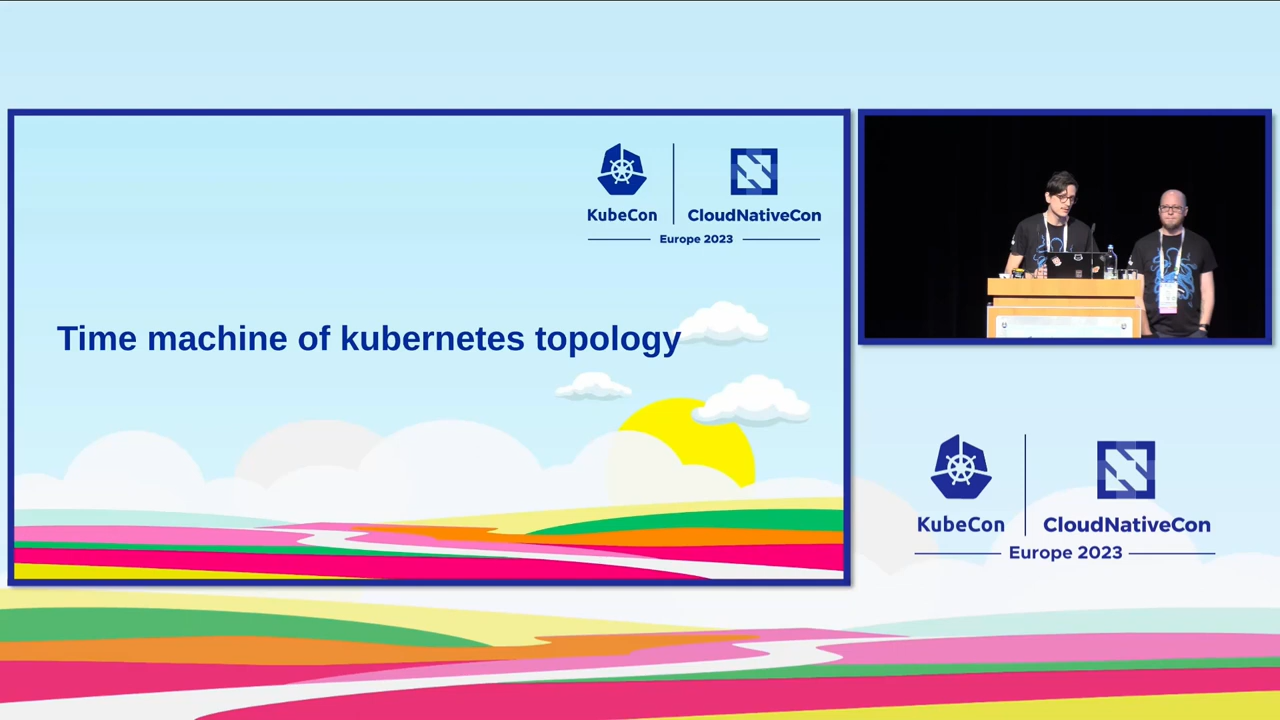 KubeCon
CloudNativeCon
Europe 2023
Time machine of kubernetes topology
KubeCon
CloudNativeCon
Europe 2023